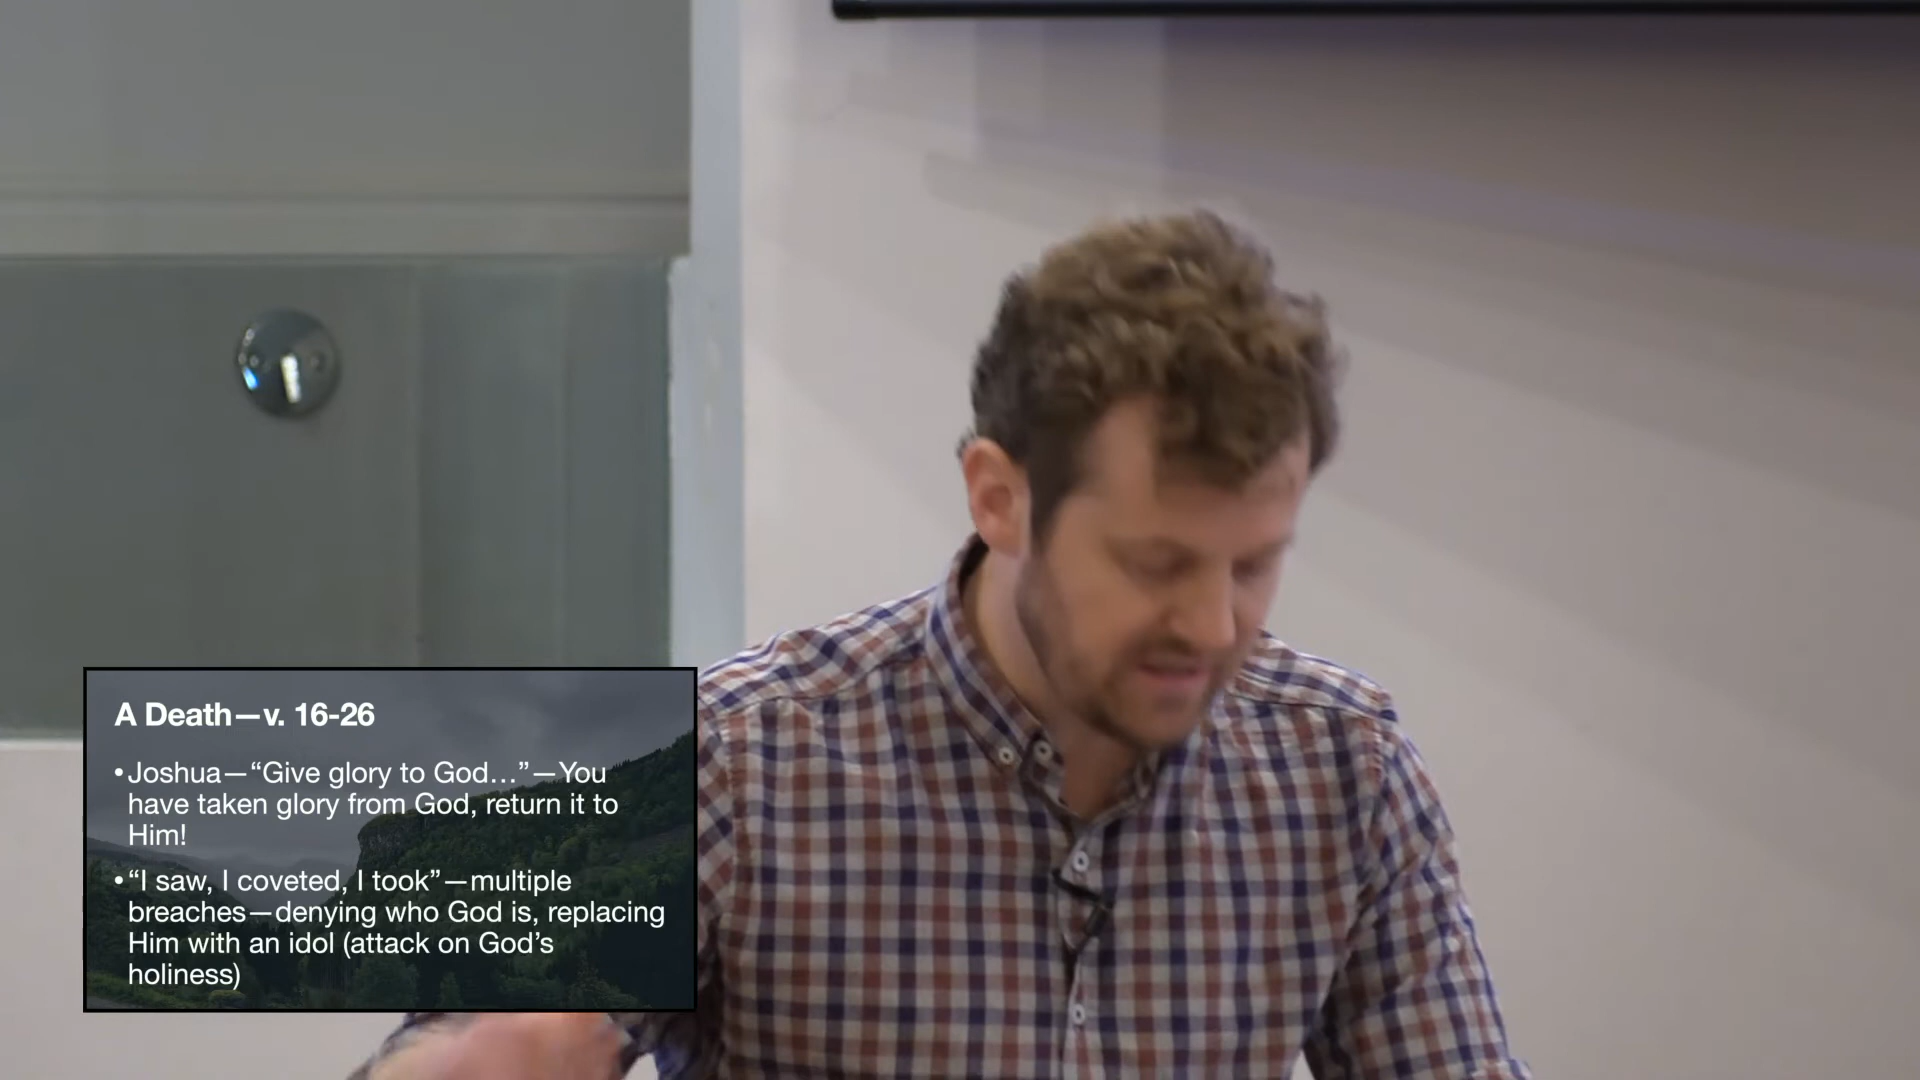 A Death—v. 16-26
•Joshua—“Give glory to God…”—You
have taken glory from God, return it to
Him!
•“I saw, I coveted, I took”—multiple
breaches—denying who God is, replacing
Him with an idol (attack on God’s
holiness)